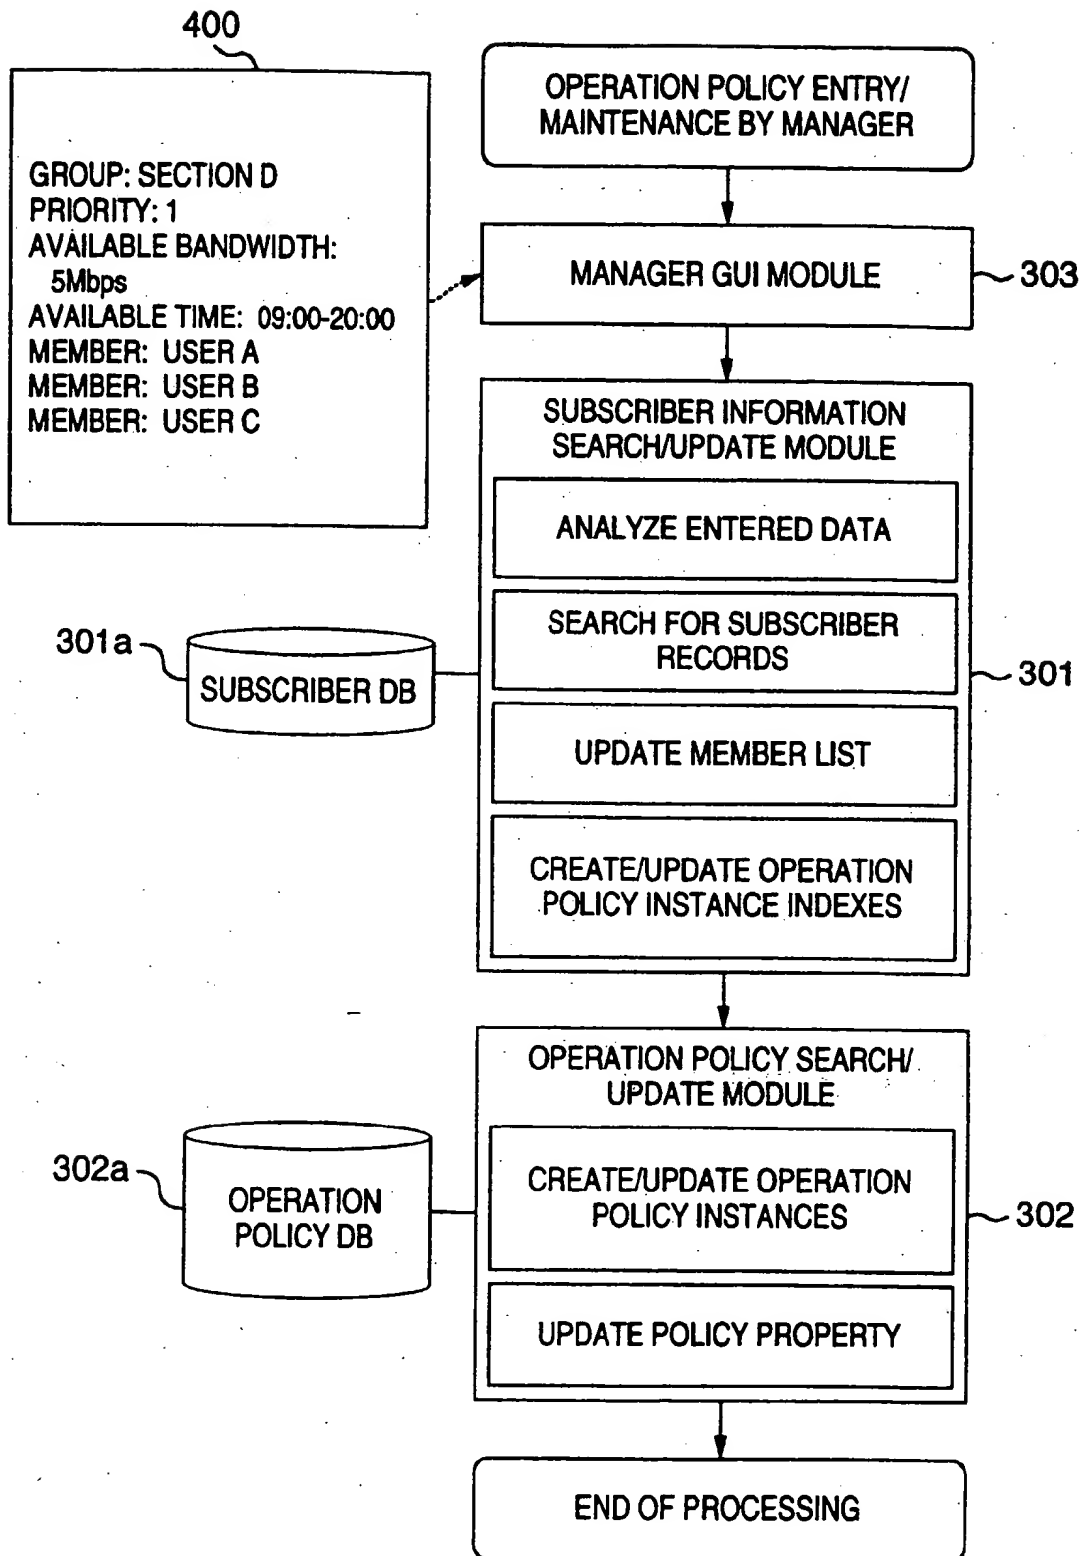 400
GROUP: SECTION D
PRIORITY: 1
AVAILABLE BANDWIDTH:
5Mbps
AVAILABLE TIME: 09:00-20:00
MEMBER: USER A
MEMBER: USER B
MEMBER: USER C
OPERATION POLICY ENTRY/
MAINTENANCE BY MANAGER
MANAGER GUI MODULE
303
SUBSCRIBER INFORMATION
SEARCH/UPDATE MODULE
ANALYZE ENTERED DATA
SEARCH FOR SUBSCRIBER
RECORDS
UPDATE MEMBER LIST
CREATE/UPDATE OPERATION
POLICY INSTANCE INDEXES
301
301a
SUBSCRIBER DB
OPERATION POLICY SEARCH/
UPDATE MODULE
CREATE/UPDATE OPERATION
POLICY INSTANCES
UPDATE POLICY PROPERTY
302
302a
OPERATION
POLICY DB
END OF PROCESSING